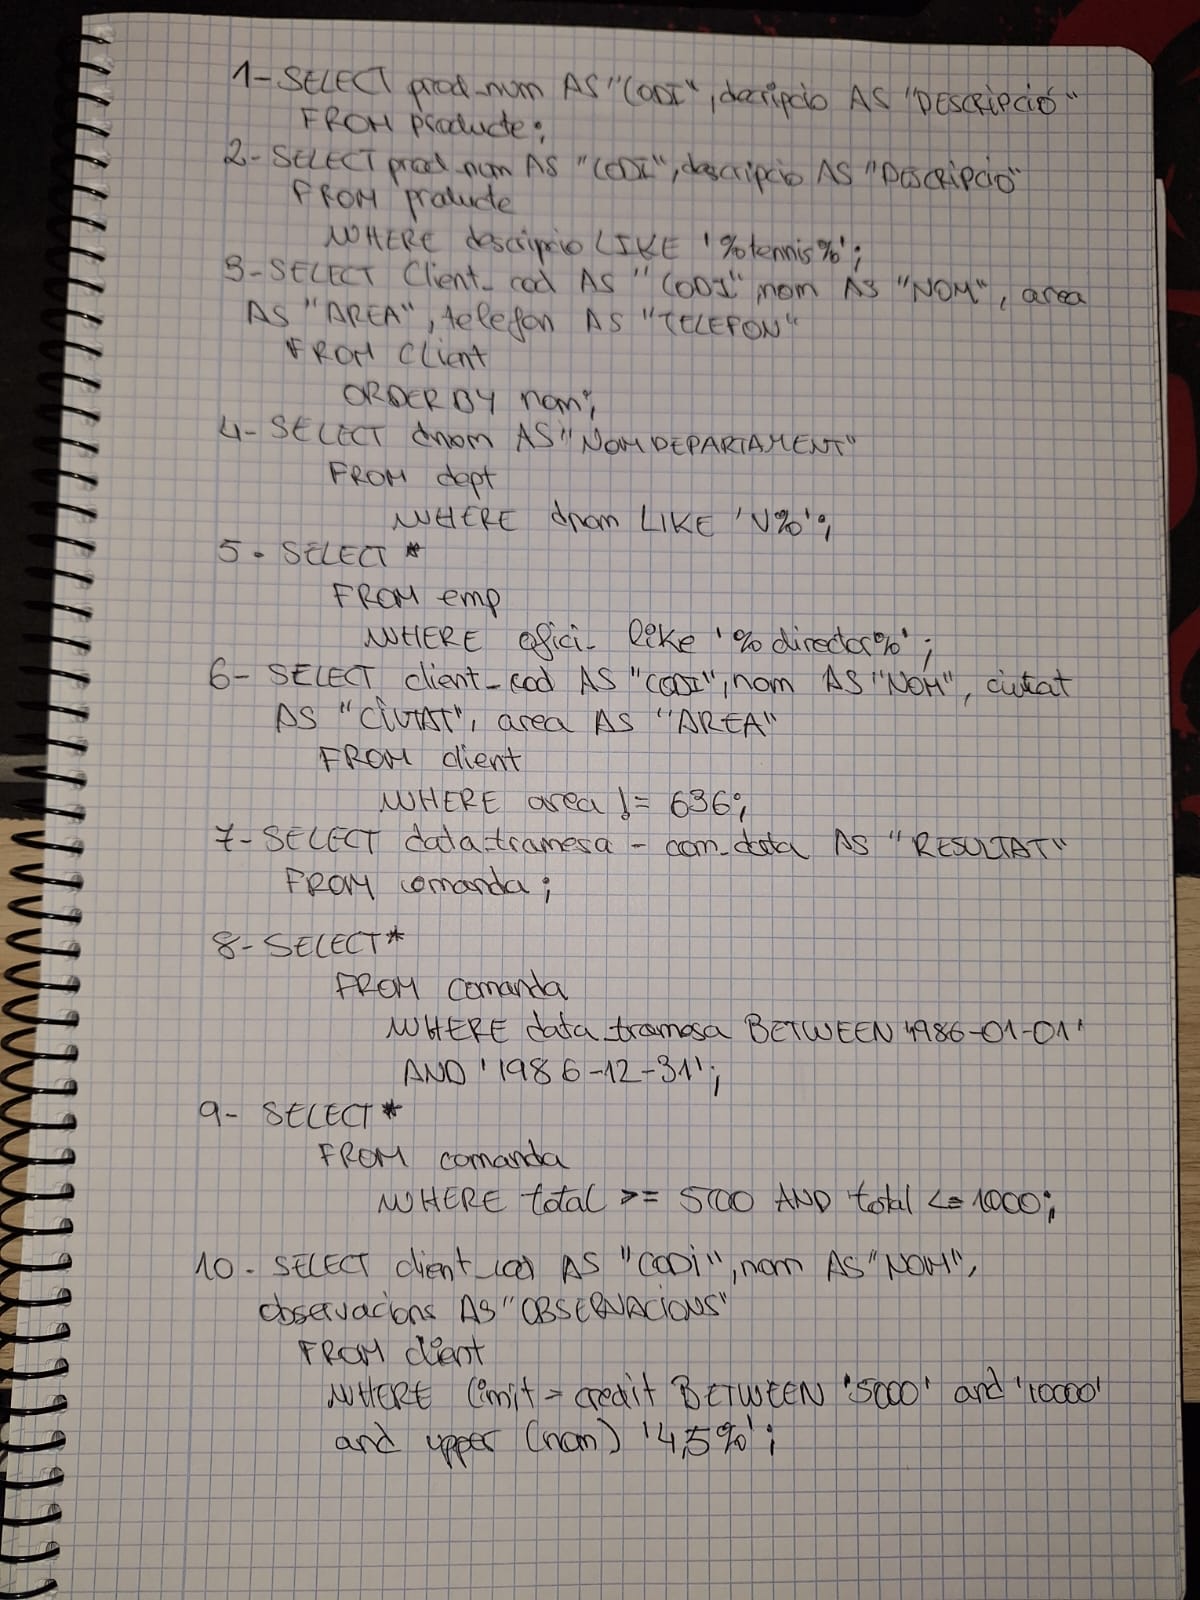 1- SELECT prod_num AS "CODI", decripcio AS "DESCRIPCIÓ"
FROM producte;
2- SELECT prod_num AS "CODI", descripcio AS "DESCRIPCIÓ"
FROM producte
WHERE descripcio LIKE '%tennis%';
3- SELECT Client_cod AS "CODI", nom AS "NOM", area
AS "AREA", telefon AS "TELEFON"
FROM Client
ORDER BY nom;
4- SELECT dnom AS "NOM DEPARTAMENT"
FROM dept
WHERE dnom LIKE 'V%';
5- SELECT *
FROM emp
WHERE ofici_ like '%director%';
6- SELECT client_cod AS "CODI", nom AS "NOM", ciutat
AS "CIUTAT", area AS "AREA"
FROM client
WHERE area != 636;
7- SELECT data_tramesa - com_data AS "RESULTAT"
FROM comanda;
8- SELECT *
FROM comanda
WHERE data_tramesa BETWEEN '1986-01-01'
AND '1986-12-31';
9- SELECT *
FROM comanda
WHERE total >= 500 AND total <= 1000;
10- SELECT client_cod AS "CODI", nom AS "NOM",
observacions AS "OBSERVACIONS"
FROM client
WHERE limit - credit BETWEEN '5000' and '10000'
and upper (nom) '4,5%';